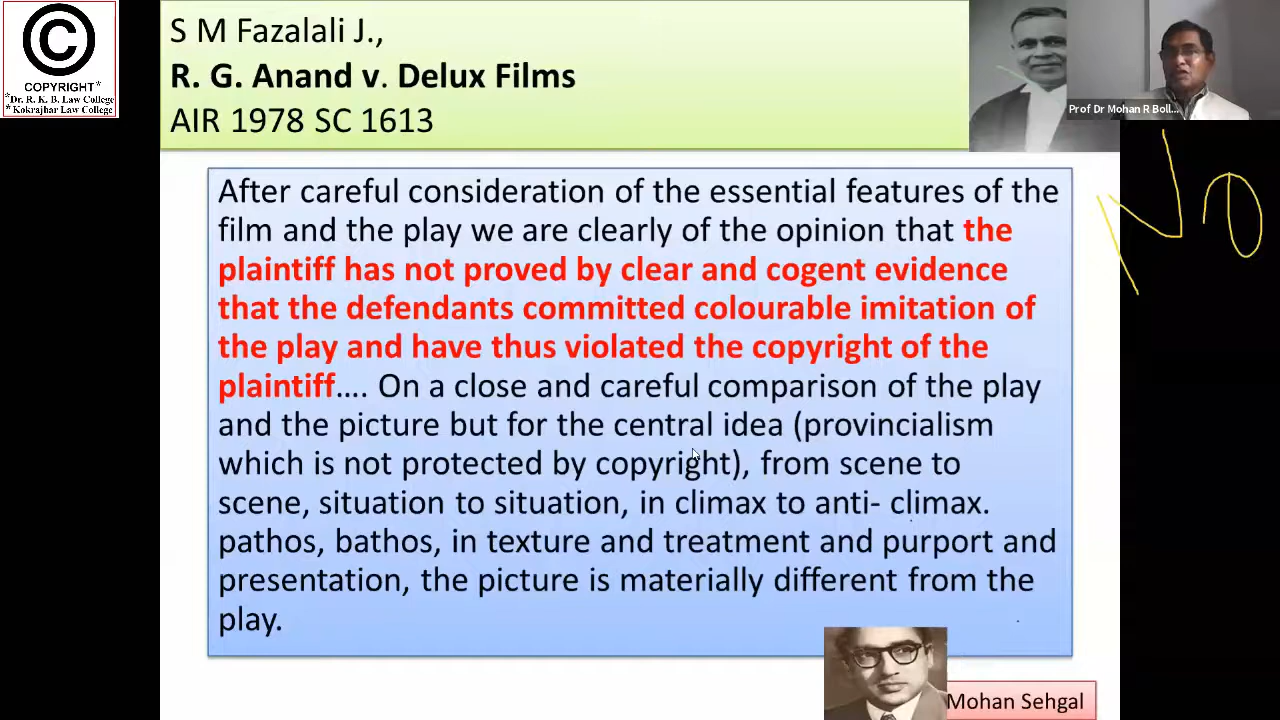 COPYRIGHT*
*Dr. R. K. B. Law College
*Kokrajhar Law College
S M Fazalali J.,
R. G. Anand v. Delux Films
AIR 1978 SC 1613
Prof Dr Mohan R Boll...
No
After careful consideration of the essential features of the
film and the play we are clearly of the opinion that the
plaintiff has not proved by clear and cogent evidence
that the defendants committed colourable imitation of
the play and have thus violated the copyright of the
plaintiff.... On a close and careful comparison of the play
and the picture but for the central idea (provincialism
which is not protected by copyright), from scene to
scene, situation to situation, in climax to anti- climax.
pathos, bathos, in texture and treatment and purport and
presentation, the picture is materially different from the
play.
Mohan Sehgal